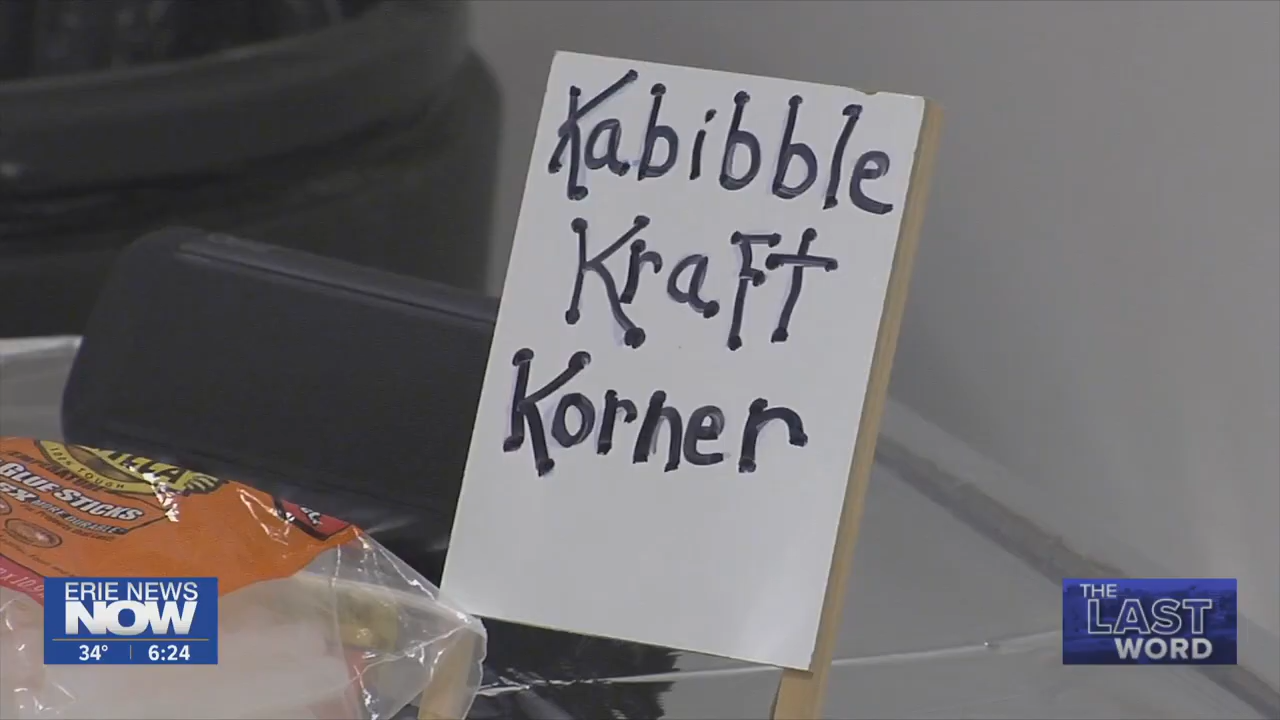 Kabibble
Kraft
Korner
GLUE STICKS
ERIE NEWS
NOW
34° | 6:24
THE
LAST
WORD